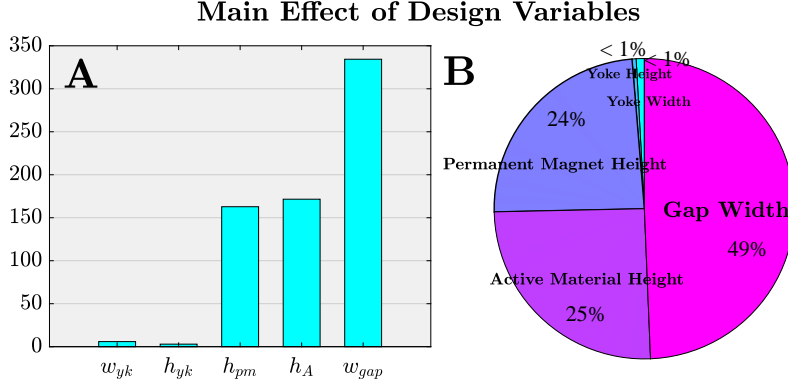 Main Effect of Design Variables
A
350
300
250
200
150
100
50
0
w_yk h_yk h_pm h_A w_gap
B
< 1%
< 1%
Yoke Height
Yoke Width
24%
Permanent Magnet Height
Gap Width
49%
Active Material Height
25%